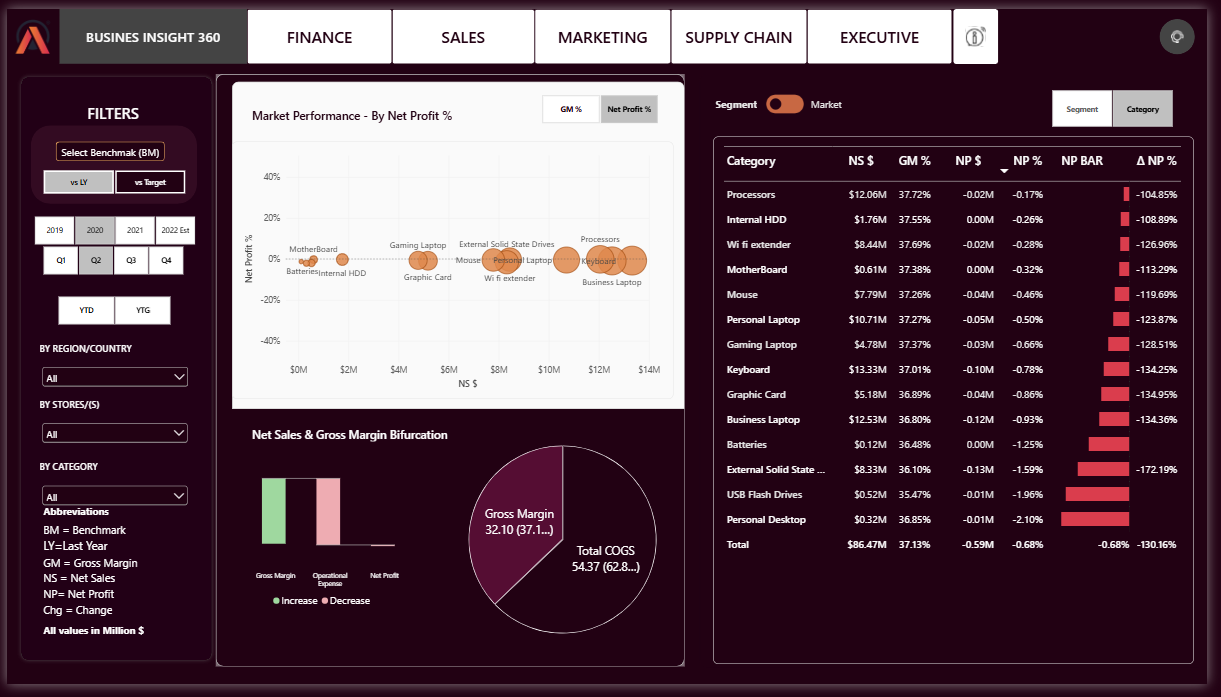 BUSINES INSIGHT 360
FINANCE
SALES
MARKETING
SUPPLY CHAIN
EXECUTIVE
FILTERS
Select Benchmak (BM)
vs LY
vs Target
2019
2020
2021
2022 Est
Q1
Q2
Q3
Q4
YTD
YTG
BY REGION/COUNTRY
All
BY STORES/(S)
All
BY CATEGORY
All
Abbreviations
BM = Benchmark
LY=Last Year
GM = Gross Margin
NS = Net Sales
NP= Net Profit
Chg = Change
All values in Million $
Market Performance - By Net Profit %
GM %
Net Profit %
Net Profit %
40%
20%
0%
-20%
-40%
MotherBoard
Batteries
Internal HDD
Gaming Laptop
Graphic Card
External Solid State Drives
Mouse
Personal Laptop
Wi fi extender
Processors
Keyboard
Business Laptop
$0M
$2M
$4M
$6M
$8M
$10M
$12M
$14M
NS $
Net Sales & Gross Margin Bifurcation
Gross Margin
Operational
Expense
Net Profit
Increase
Decrease
Gross Margin
32.10 (37.1...)
Total COGS
54.37 (62.8...)
Segment
Market
Segment
Category
Category NS $ GM % NP $ NP % NP BAR Δ NP %
Processors $12.06M 37.72% -0.02M -0.17% -104.85%
Internal HDD $1.76M 37.55% 0.00M -0.26% -108.89%
Wi fi extender $8.44M 37.69% -0.02M -0.28% -126.96%
MotherBoard $0.61M 37.38% 0.00M -0.32% -113.29%
Mouse $7.79M 37.26% -0.04M -0.46% -119.69%
Personal Laptop $10.71M 37.27% -0.05M -0.50% -123.87%
Gaming Laptop $4.78M 37.37% -0.03M -0.66% -128.51%
Keyboard $13.33M 37.01% -0.10M -0.78% -134.25%
Graphic Card $5.18M 36.89% -0.04M -0.86% -134.95%
Business Laptop $12.53M 36.80% -0.12M -0.93% -134.36%
Batteries $0.12M 36.48% 0.00M -1.25%
External Solid State ... $8.33M 36.10% -0.13M -1.59% -172.19%
USB Flash Drives $0.52M 35.47% -0.01M -1.96%
Personal Desktop $0.32M 36.85% -0.01M -2.10%
Total $86.47M 37.13% -0.59M -0.68% -0.68% -130.16%